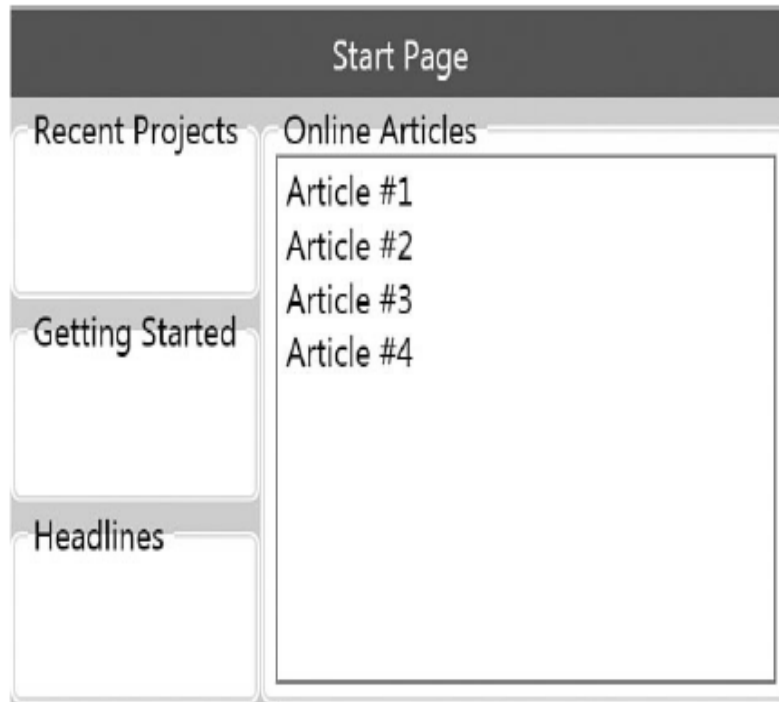 Start Page
Recent Projects
Getting Started
Headlines
Online Articles
Article #1
Article #2
Article #3
Article #4